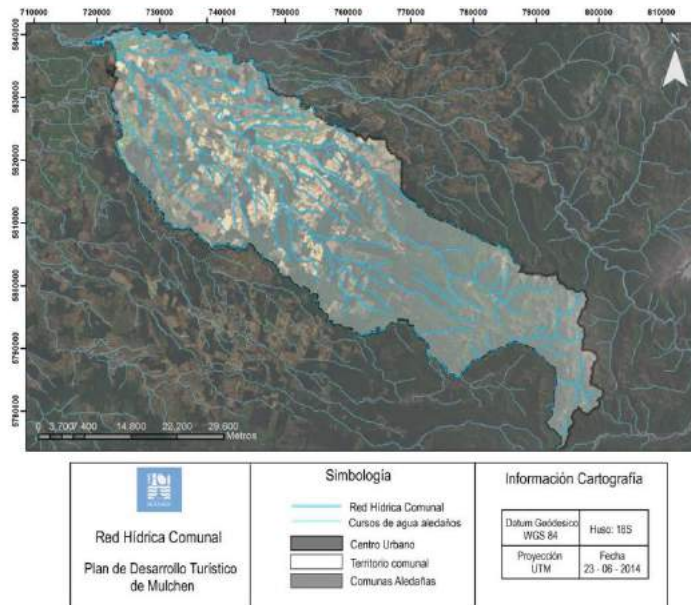 710000 720000 730000 740000 750000 760000 770000 780000 790000 800000 810000
N
5840000
5830000
5820000
5810000
5800000
5790000
5780000
0 3,700 7,400 14,800 22,200 29,600
Metros
Red Hídrica Comunal
Plan de Desarrollo Turístico
de Mulchen
Simbología
Red Hídrica Comunal
Cursos de agua aledaños
Centro Urbano
Territorio comunal
Comunas Aledañas
Información Cartografía
Datum Geódesico
WGS 84
Huso: 18S
Proyección
UTM
Fecha
23 - 06 - 2014